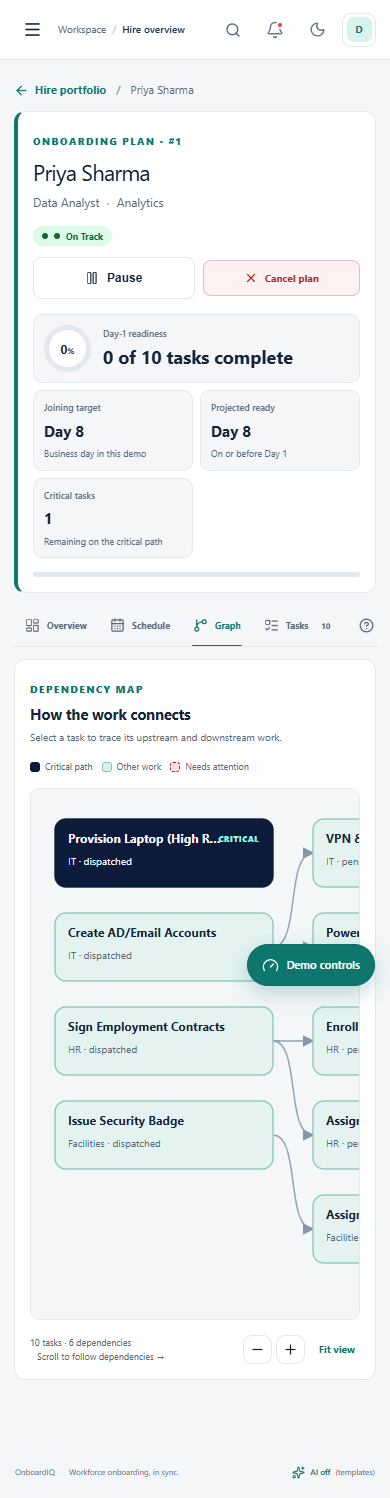 Workspace / Hire overview
D
← Hire portfolio / Priya Sharma
ONBOARDING PLAN · #1
Priya Sharma
Data Analyst · Analytics
On Track
Pause
Cancel plan
0%
Day-1 readiness
0 of 10 tasks complete
Joining target
Day 8
Business day in this demo
Projected ready
Day 8
On or before Day 1
Critical tasks
1
Remaining on the critical path
Overview
Schedule
Graph
Tasks 10
DEPENDENCY MAP
How the work connects
Select a task to trace its upstream and downstream work.
Critical path
Other work
Needs attention
Provision Laptop (High R... CRITICAL
IT · dispatched
VPN &
IT · pen
Create AD/Email Accounts
IT · dispatched
Power
Demo controls
Sign Employment Contracts
HR · dispatched
Enroll
HR · pe
Issue Security Badge
Facilities · dispatched
Assig
HR · pe
Assig
Facilitie
10 tasks · 6 dependencies
Scroll to follow dependencies →
Fit view
OnboardIQ · Workforce onboarding, in sync.
AI off (templates)